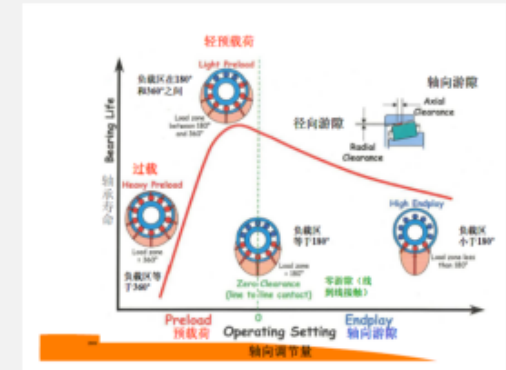 轻预载荷
Light Preload
负载区在180°
和360°之间
Load zone
between 180°
and 360°
轴向游隙
Axial
Clearance
径向游隙
Radial
Clearance
Bearing Life
轴承寿命
过载
Heavy Preload
Load zone
= 360°
负载区等
于360°
负载区
等于180°
Load zone
= 180°
Zero Clearance
(line to line contact)
零游隙（线
到线接触）
High Endplay
负载区
小于180°
Load zone less
than 180°
Preload
预载荷
0
Operating Setting
Endplay
轴向游隙
轴向调节量